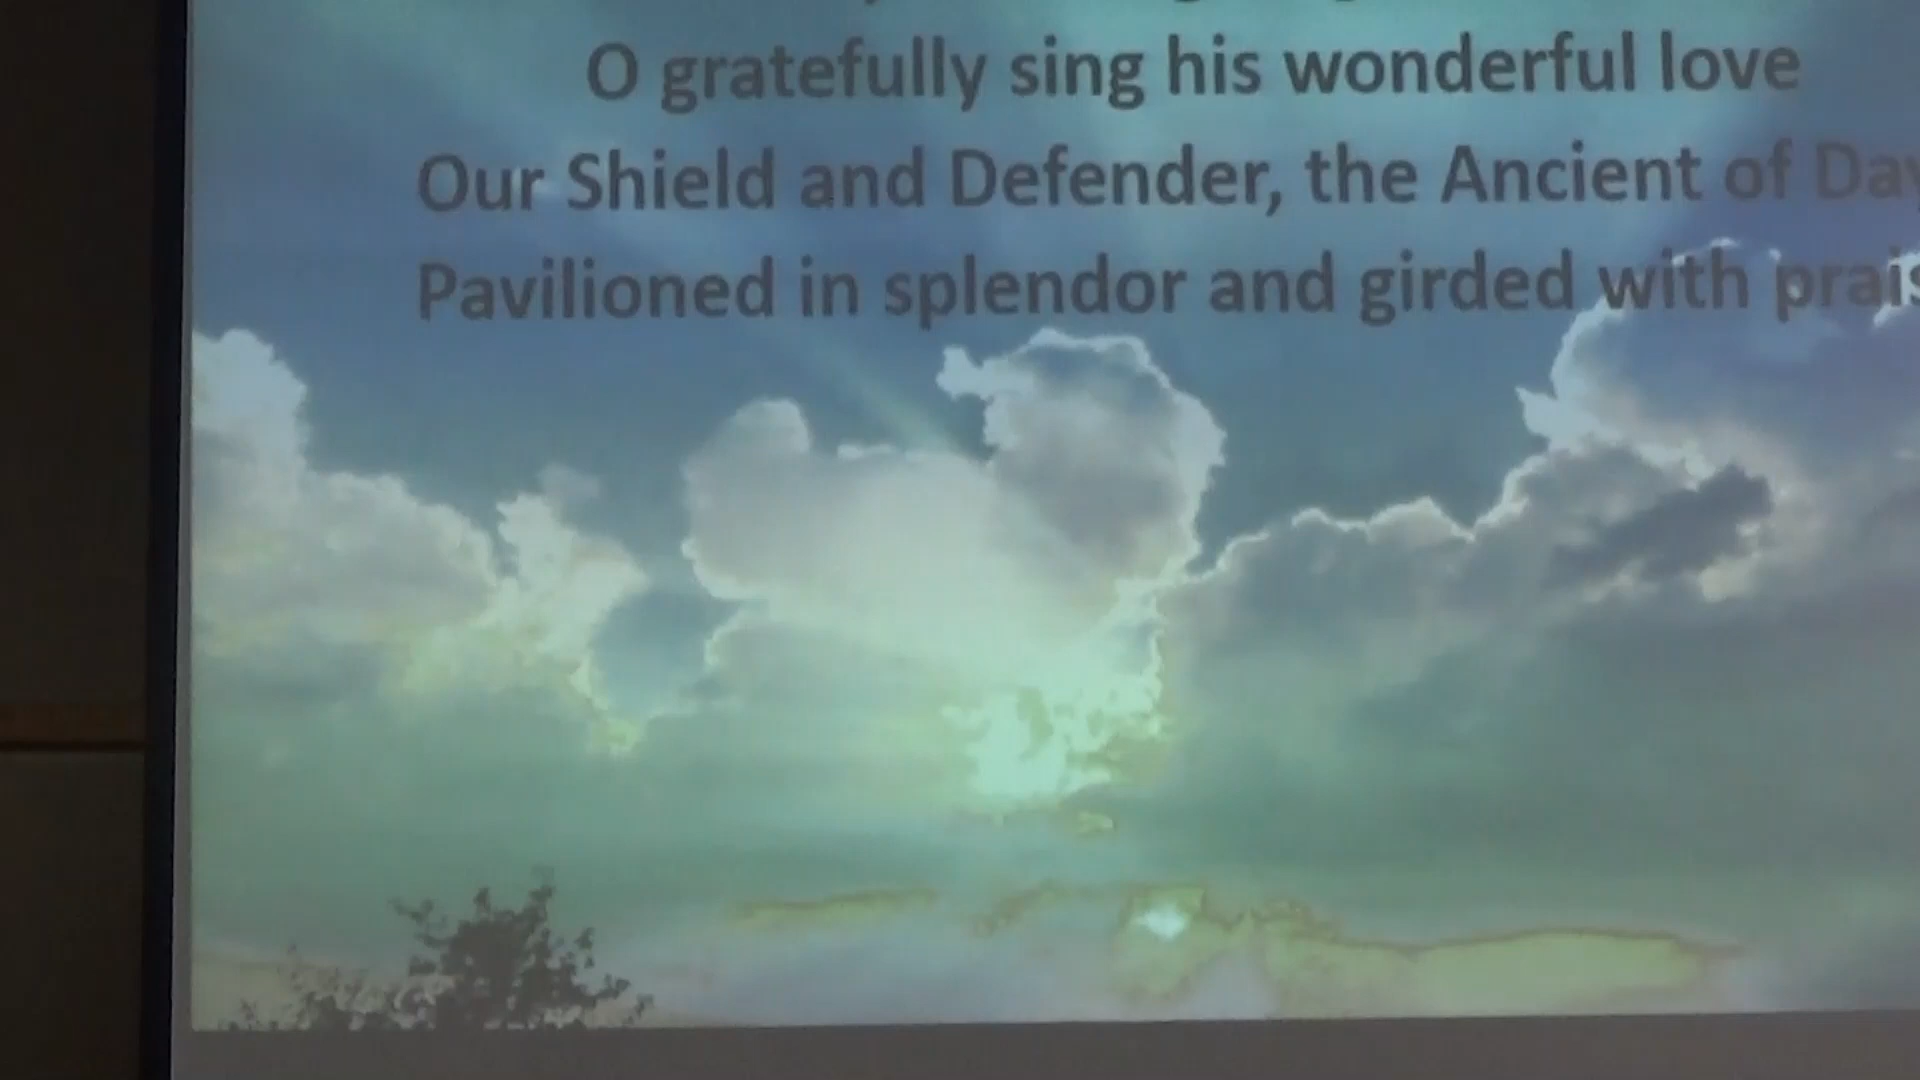 O gratefully sing his wonderful love
Our Shield and Defender, the Ancient of
Pavilioned in splendor and girded with